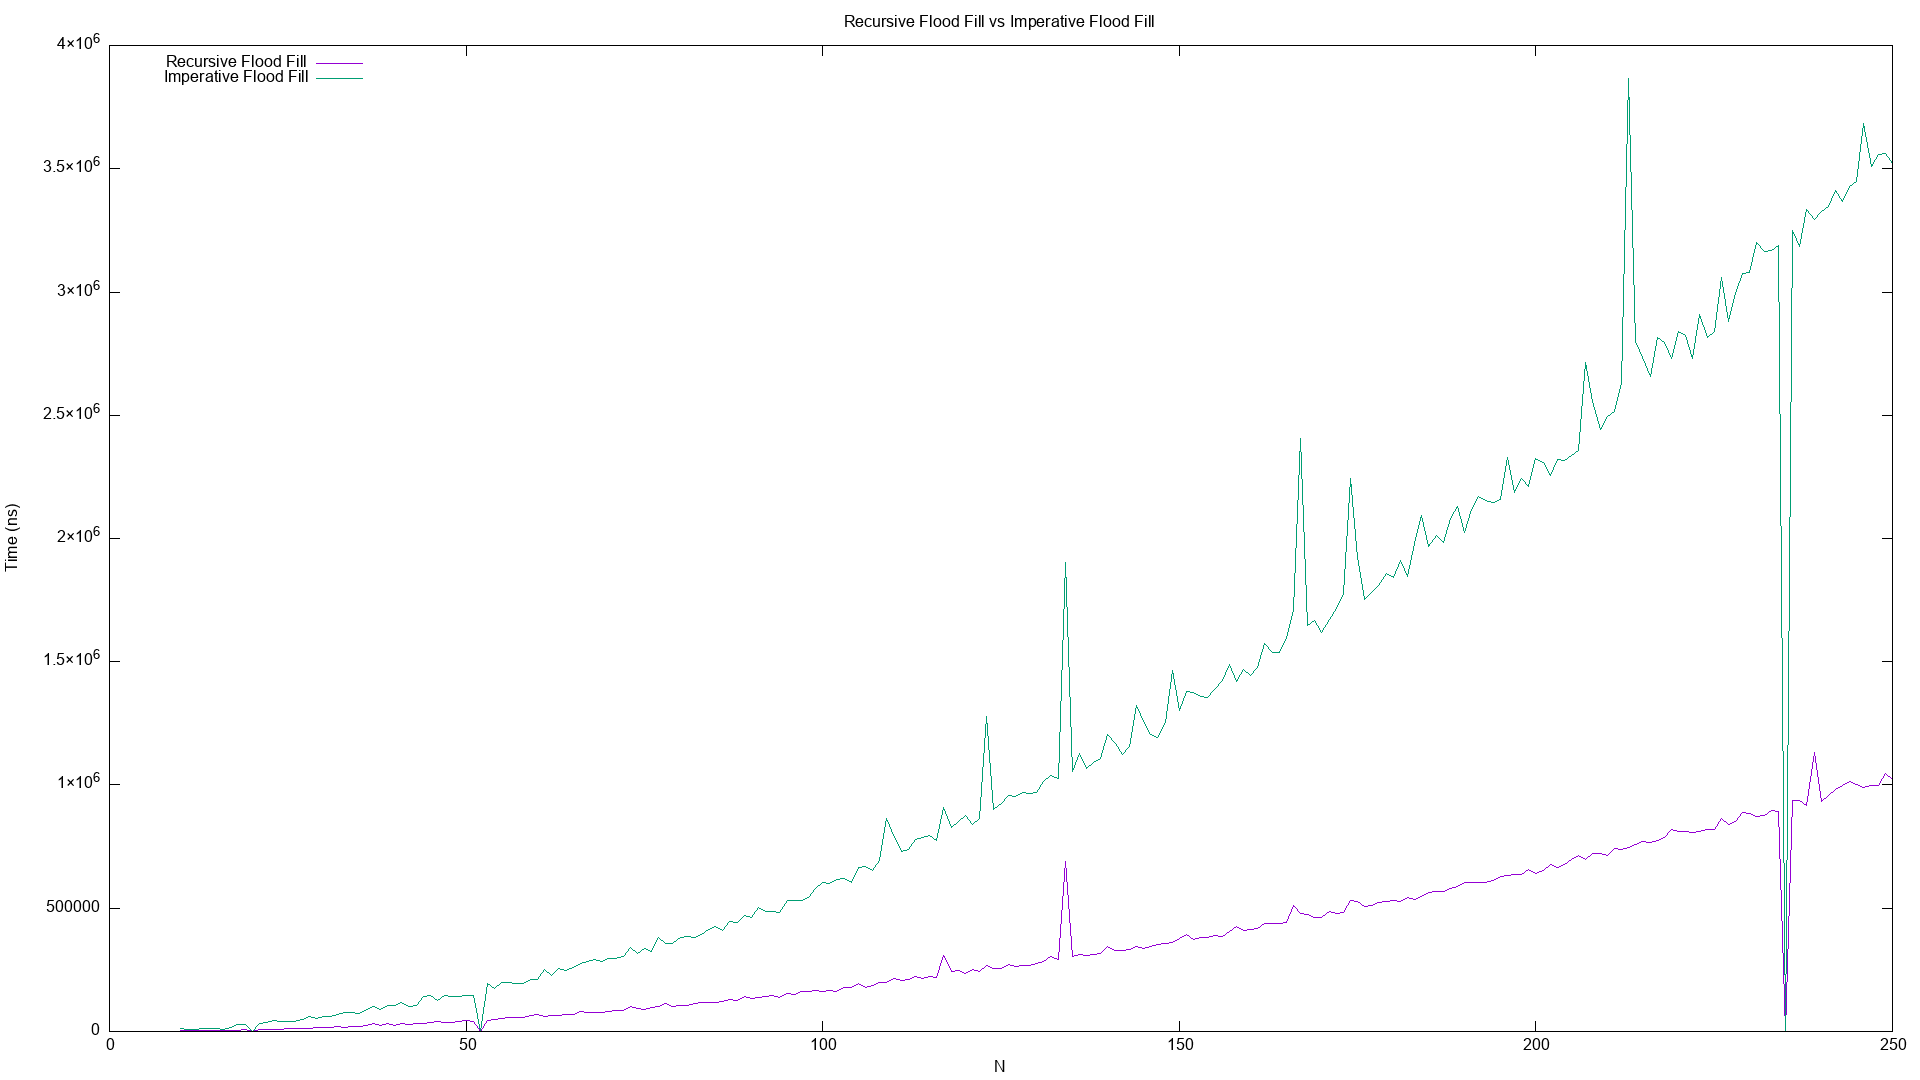 Recursive Flood Fill vs Imperative Flood Fill
Recursive Flood Fill
Imperative Flood Fill
4×10⁶
3.5×10⁶
3×10⁶
2.5×10⁶
2×10⁶
1.5×10⁶
1×10⁶
500000
0
Time (ns)
0 50 100 150 200 250
N